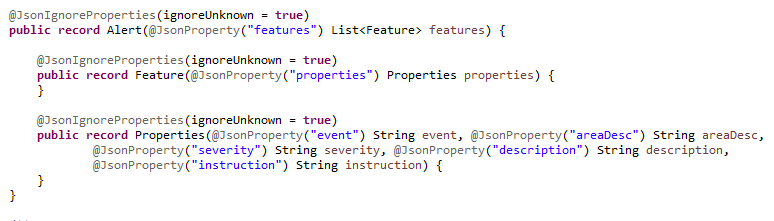 @JsonIgnoreProperties(ignoreUnknown = true)
public record Alert(@JsonProperty("features") List<Feature> features) {
@JsonIgnoreProperties(ignoreUnknown = true)
public record Feature(@JsonProperty("properties") Properties properties) {
}
@JsonIgnoreProperties(ignoreUnknown = true)
public record Properties(@JsonProperty("event") String event, @JsonProperty("areaDesc") String areaDesc,
@JsonProperty("severity") String severity, @JsonProperty("description") String description,
@JsonProperty("instruction") String instruction) {
}
}